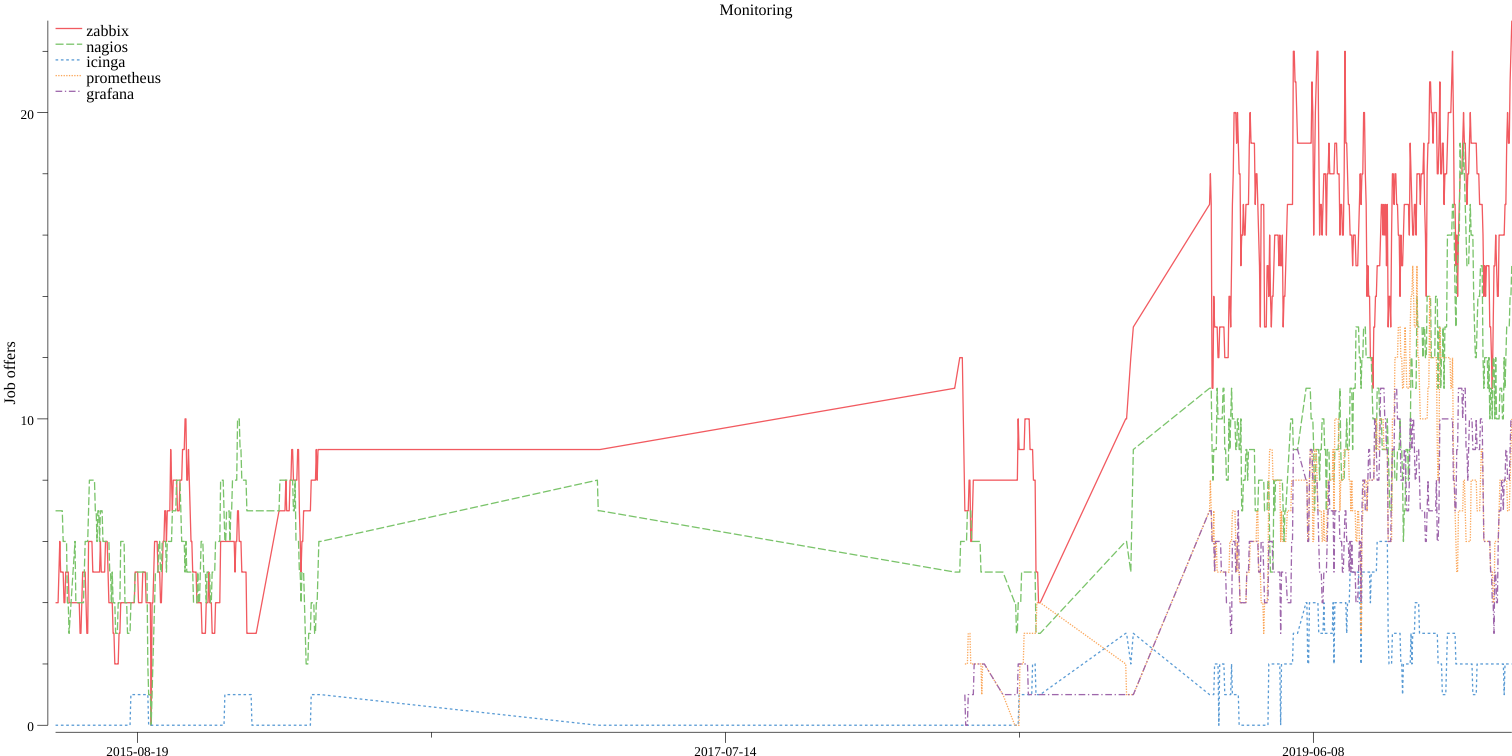 Monitoring
zabbix
nagios
icinga
prometheus
grafana
20
Job offers
10
0
2015-08-19
2017-07-14
2019-06-08